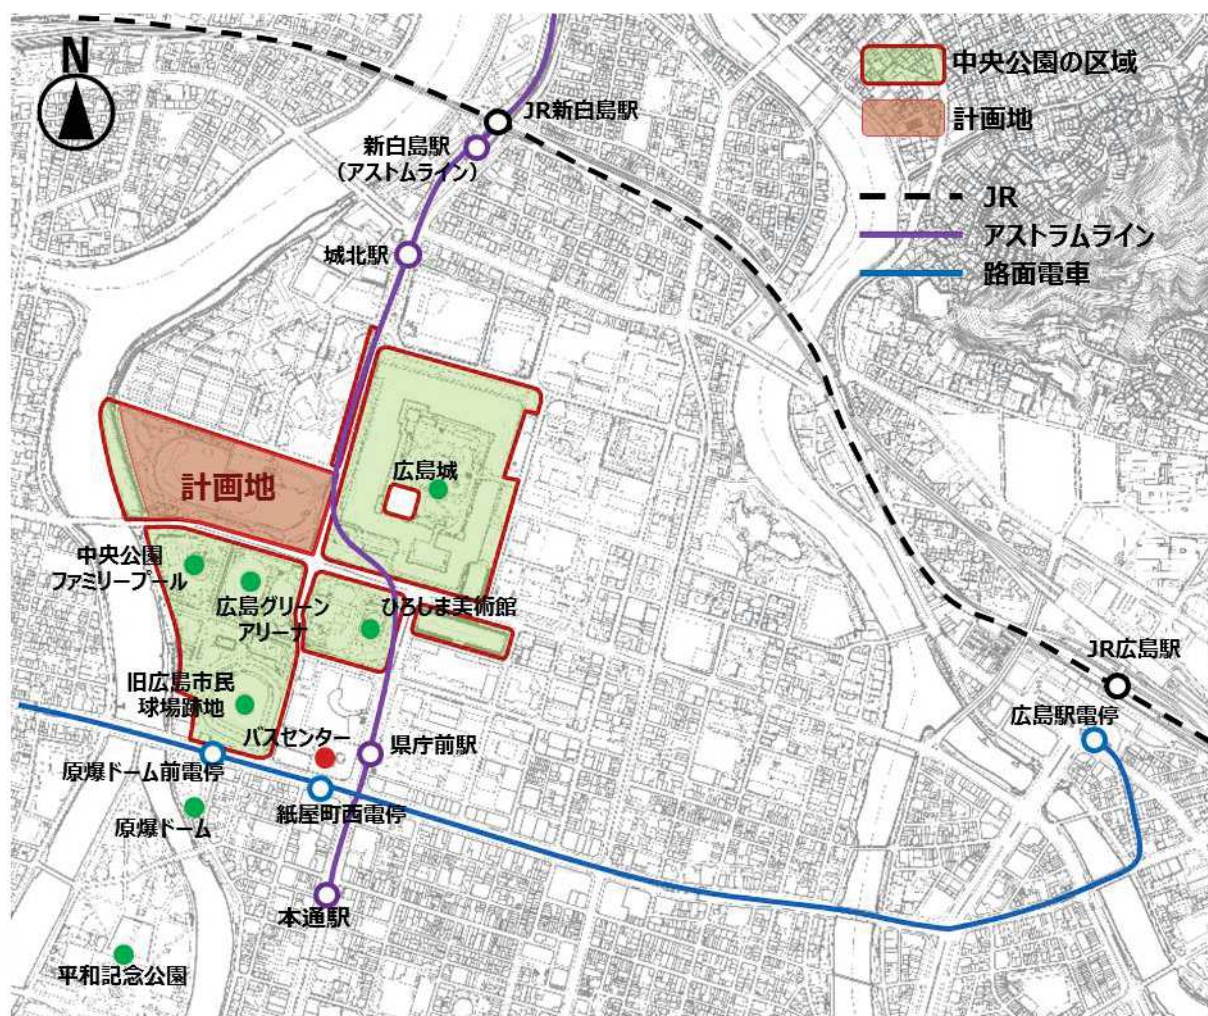 N
中央公園の区域
計画地
JR
アストラムライン
路面電車
JR新白島駅
新白島駅
（アストムライン）
城北駅
広島城
計画地
中央公園
ファミリープール
広島グリーン
アリーナ
ひろしま美術館
旧広島市民
球場跡地
バスセンター
県庁前駅
原爆ドーム前電停
紙屋町西電停
原爆ドーム
本通駅
平和記念公園
JR広島駅
広島駅電停